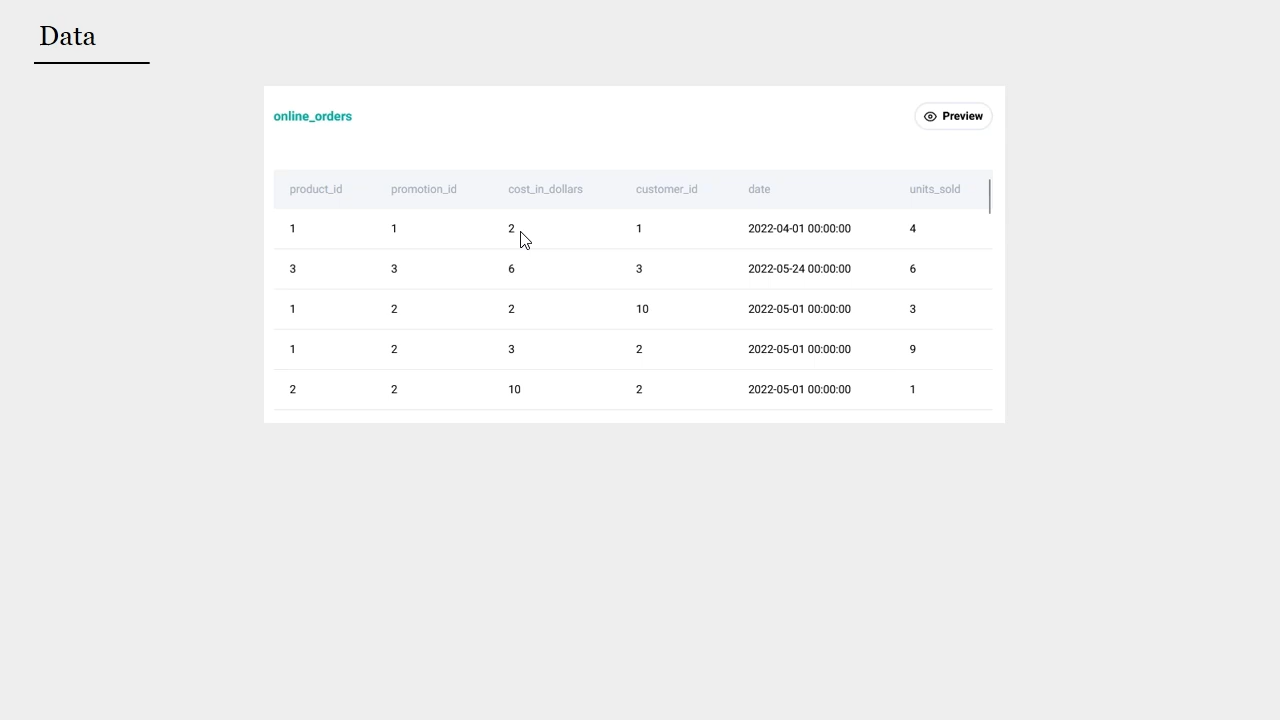 Data
online_orders Preview
product_id promotion_id cost_in_dollars customer_id date units_sold
1 1 2 1 2022-04-01 00:00:00 4
3 3 6 3 2022-05-24 00:00:00 6
1 2 2 10 2022-05-01 00:00:00 3
1 2 3 2 2022-05-01 00:00:00 9
2 2 10 2 2022-05-01 00:00:00 1